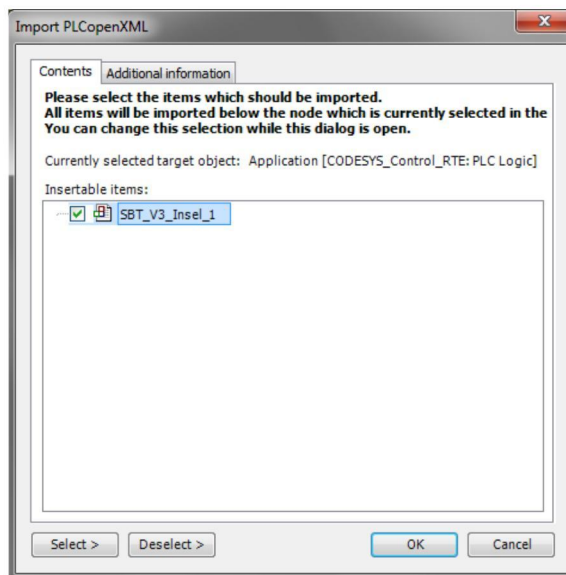 Import PLCopenXML
Contents
Additional information
Please select the items which should be imported.
All items will be imported below the node which is currently selected in the
You can change this selection while this dialog is open.
Currently selected target object: Application [CODESYS_Control_RTE: PLC Logic]
Insertable items:
SBT_V3_Insel_1
Select >
Deselect >
OK
Cancel